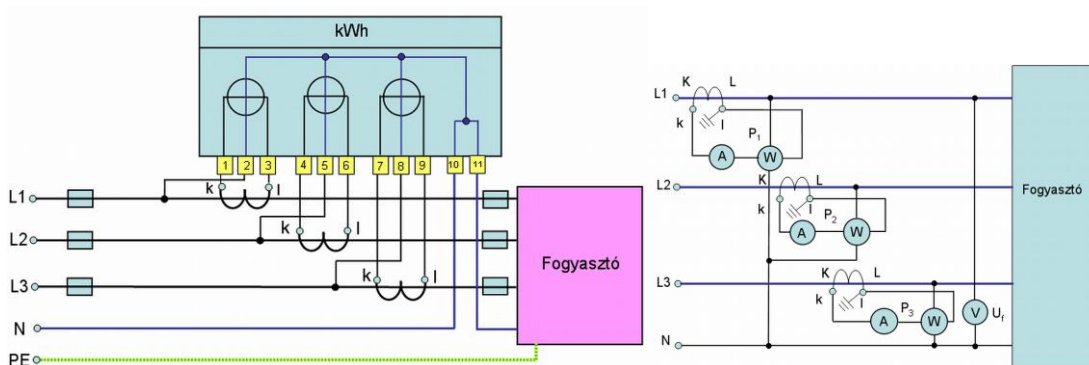 kWh
1 2 3 4 5 6 7 8 9 10 11
k l
L1
k l
L2
k l
L3
N
PE
Fogyasztó
K L
L1
k l
P1
A W
K L
L2
k l
P2
A W
K L
L3
k l
P3
A W
V Uf
N
Fogyasztó